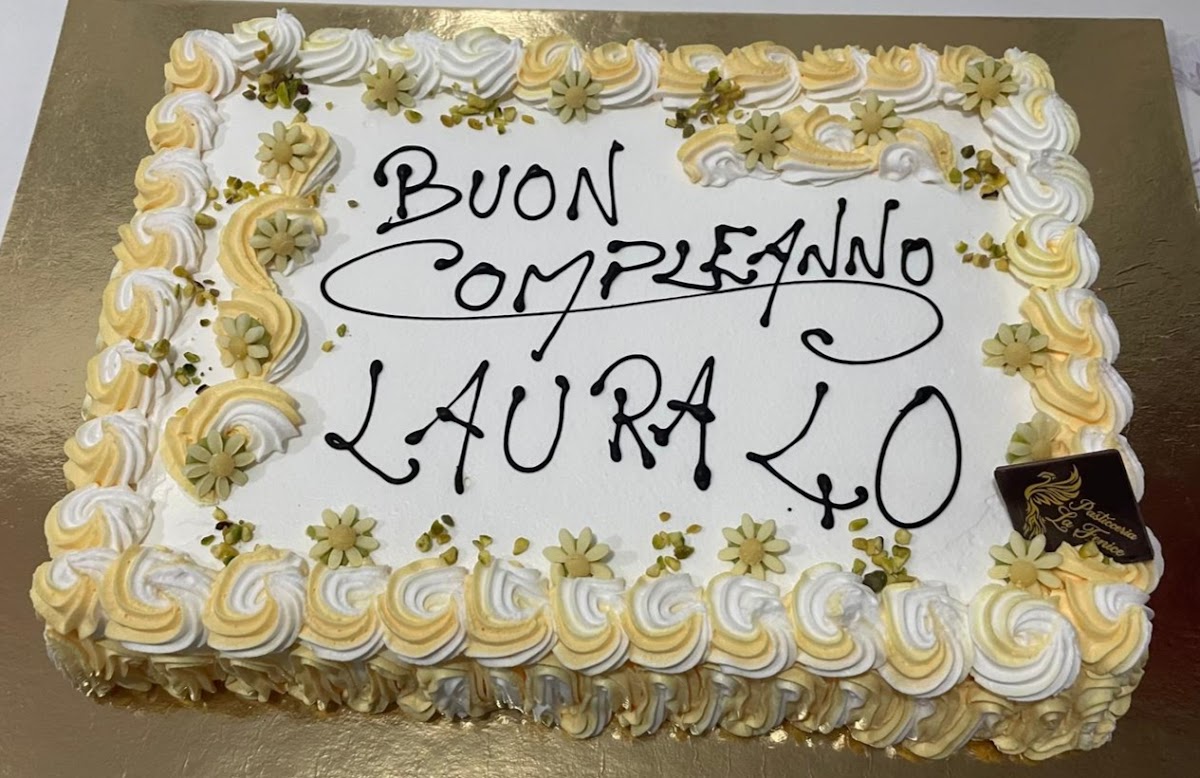 BUON
COMPLEANNO
LAURA 40
Pasticceria
La Fenice